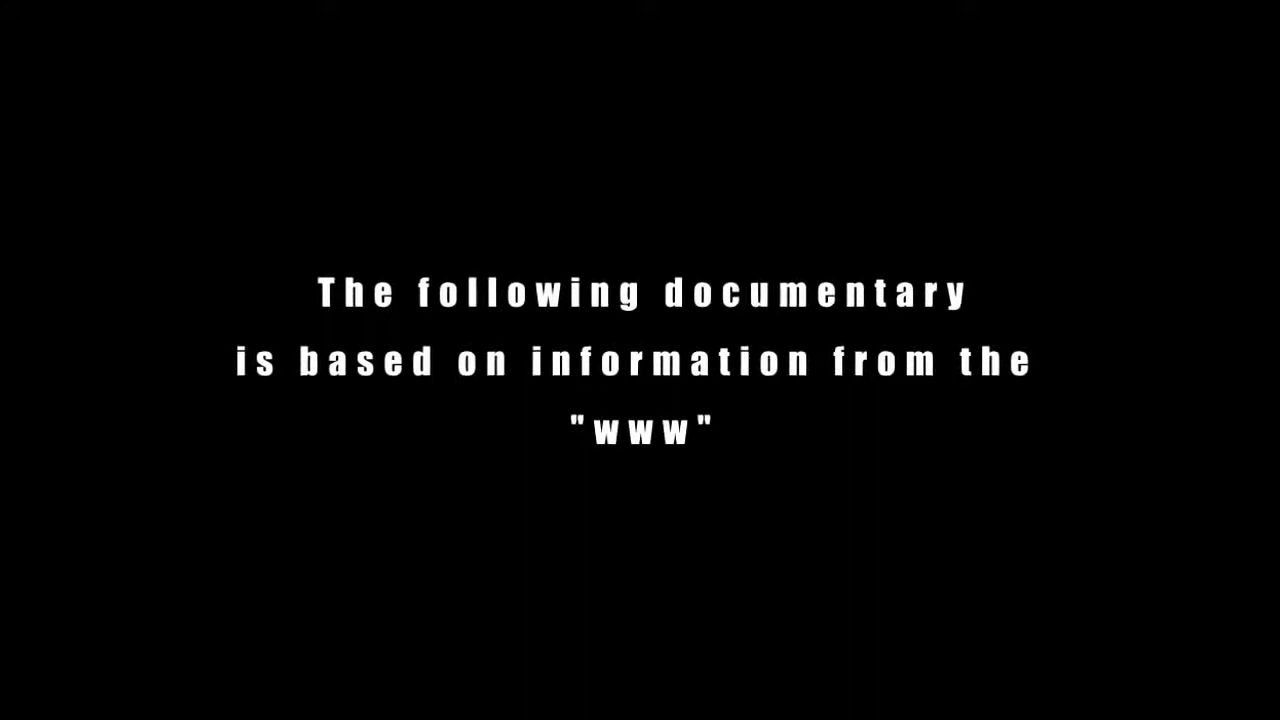 The following documentary
is based on information from the
"www"